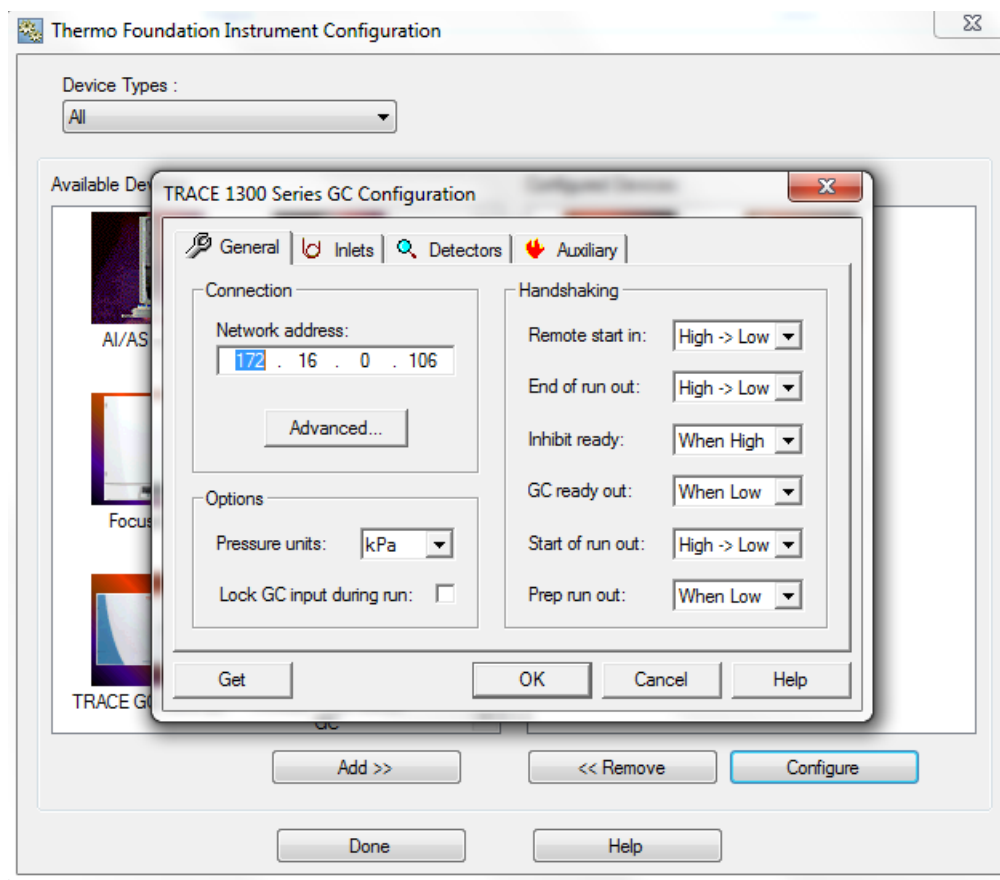 Thermo Foundation Instrument Configuration
Device Types :
All
Available Dev
TRACE 1300 Series GC Configuration
Configured Devices
General Inlets Detectors Auxiliary
Connection
Network address:
172 . 16 . 0 . 106
Advanced...
Options
Pressure units: kPa
Lock GC input during run:
Handshaking
Remote start in: High -> Low
End of run out: High -> Low
Inhibit ready: When High
GC ready out: When Low
Start of run out: High -> Low
Prep run out: When Low
AI/AS
Focus
TRACE GC
GC
Get OK Cancel Help
Add >> << Remove Configure
Done Help